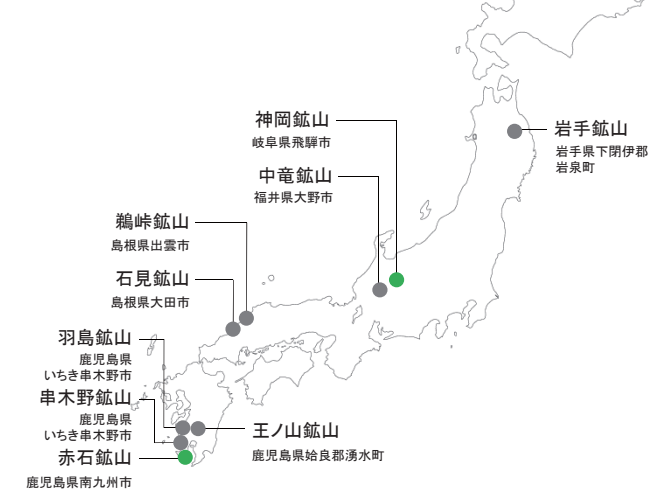 神岡鉱山
岐阜県飛騨市
岩手鉱山
岩手県下閉伊郡
岩泉町
中竜鉱山
福井県大野市
鵜峠鉱山
島根県出雲市
石見鉱山
島根県大田市
羽島鉱山
鹿児島県
いちき串木野市
串木野鉱山
鹿児島県
いちき串木野市
王ノ山鉱山
鹿児島県姶良郡湧水町
赤石鉱山
鹿児島県南九州市